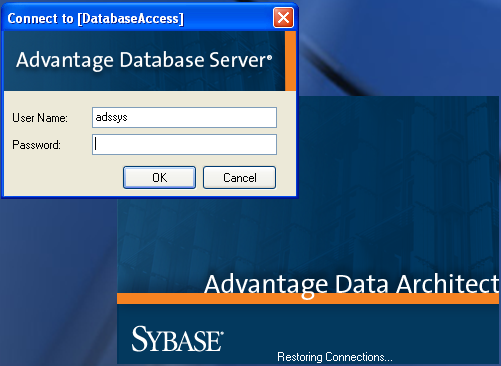 Connect to [DatabaseAccess]
Advantage Database Server®
User Name: adssys
Password:
OK Cancel
Advantage Data Architect
SYBASE®
Restoring Connections...